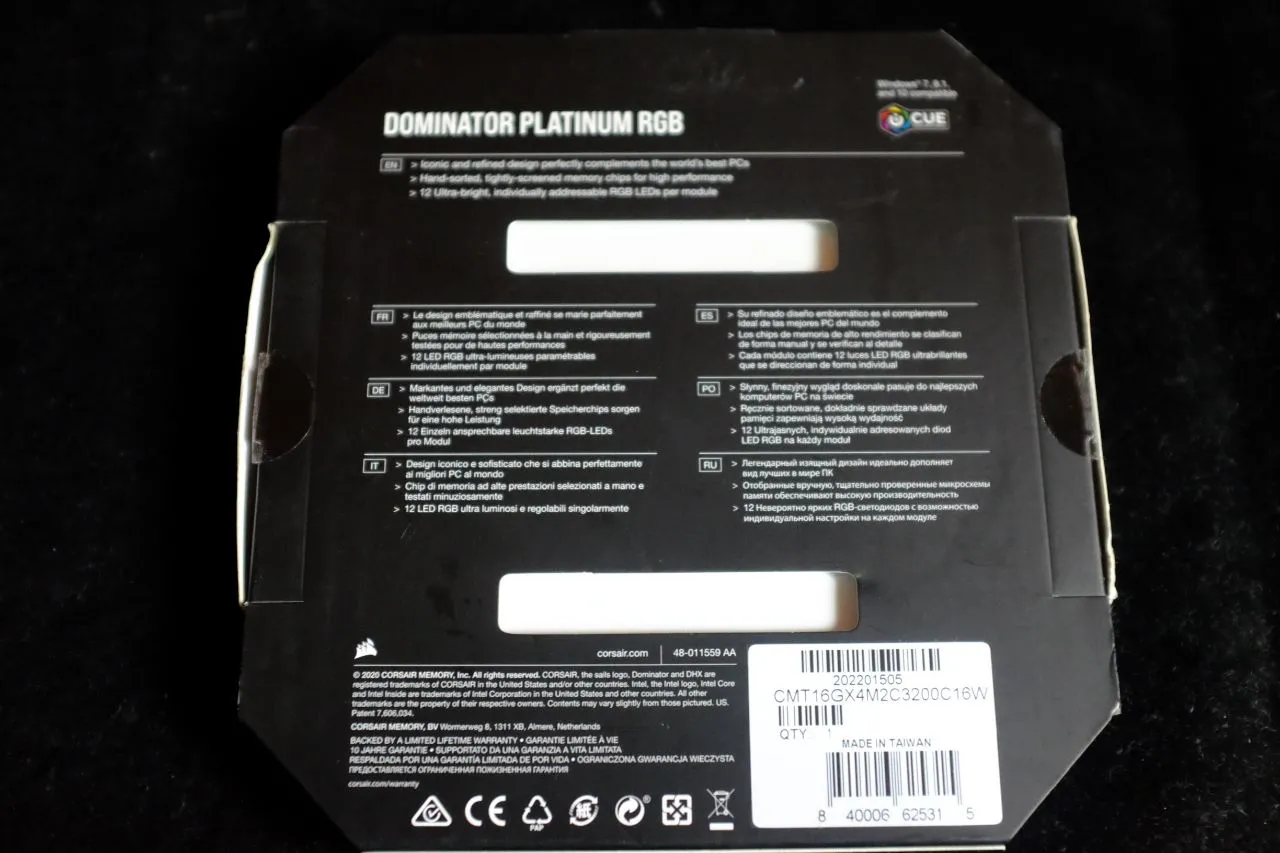 Windows® 7, 8.1,
and 10 compatible
DOMINATOR PLATINUM RGB
CUE
EN
> Iconic and refined design perfectly complements the world's best PCs
> Hand-sorted, tightly-screened memory chips for high performance
> 12 Ultra-bright, individually addressable RGB LEDs per module
FR
> Le design emblématique et raffiné se marie parfaitement
aux meilleurs PC du monde
> Puces mémoire sélectionnées à la main et rigoureusement
testées pour de hautes performances
> 12 LED RGB ultra-lumineuses paramétrables
individuellement par module
DE
> Markantes und elegantes Design ergänzt perfekt die
weltweit besten PCs
> Handverlesene, streng selektierte Speicherchips sorgen
für eine hohe Leistung
> 12 Einzeln ansprechbare leuchtstarke RGB-LEDs
pro Modul
IT
> Design iconico e sofisticato che si abbina perfettamente
ai migliori PC al mondo
> Chip di memoria ad alte prestazioni selezionati a mano e
testati minuziosamente
> 12 LED RGB ultra luminosi e regolabili singolarmente
ES
> Su refinado diseño emblemático es el complemento
ideal de las mejores PC del mundo
> Los chips de memoria de alto rendimiento se clasifican
de forma manual y se verifican al detalle
> Cada módulo contiene 12 luces LED RGB ultrabrillantes
que se direccionan de forma individual
PO
> Słynny, finezyjny wygląd doskonale pasuje do najlepszych
komputerów PC na świecie
> Ręcznie sortowane, dokładnie sprawdzane układy
pamięci zapewniają wysoką wydajność
> 12 Ultrajasnych, indywidualnie adresowanych diod
LED RGB na każdy moduł
RU
> Легендарный изящный дизайн идеально дополняет
вид лучших в мире ПК
> Отобранные вручную, тщательно проверенные микросхемы
памяти обеспечивают высокую производительность
> 12 Невероятно ярких RGB-светодиодов с возможностью
индивидуальной настройки на каждом модуле
corsair.com
48-011559 AA
© 2020 CORSAIR MEMORY, Inc. All rights reserved. CORSAIR, the sails logo, Dominator and DHX are
registered trademarks of CORSAIR in the United States and/or other countries. Intel, the Intel logo, Intel Core
and Intel Inside are trademarks of Intel Corporation in the United States and other countries. All other
trademarks are the property of their respective owners. Contents may vary slightly from those pictured. US.
Patent 7,606,034.
CORSAIR MEMORY, BV Wormerweg 8, 1311 XB, Almere, Netherlands
BACKED BY A LIMITED LIFETIME WARRANTY • GARANTIE LIMITÉE À VIE
10 JAHRE GARANTIE • SUPPORTATO DA UNA GARANZIA A VITA LIMITATA
RESPALDADA POR UNA GARANTÍA LIMITADA DE POR VIDA • OGRANICZONA GWARANCJA WIECZYSTA
ПРЕДОСТАВЛЯЕТСЯ ОГРАНИЧЕННАЯ ПОЖИЗНЕННАЯ ГАРАНТИЯ
corsair.com/warranty
CE
PAP
202201505
CMT16GX4M2C3200C16W
QTY 1
MADE IN TAIWAN
8 40006 62531 5